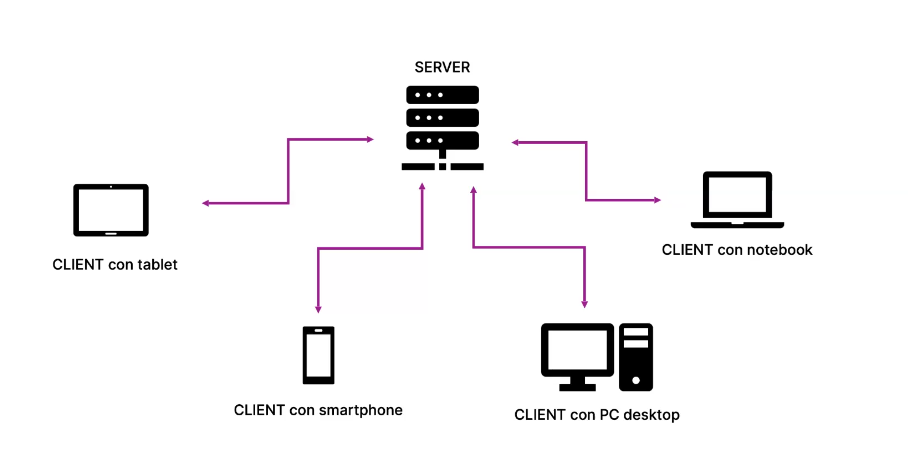 SERVER
CLIENT con tablet
CLIENT con notebook
CLIENT con smartphone
CLIENT con PC desktop